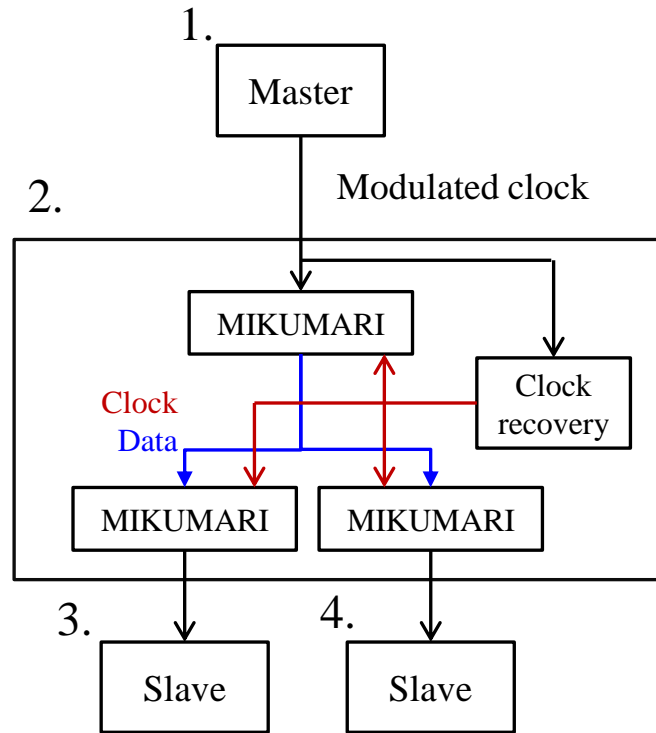 1.
Master
Modulated clock
2.
MIKUMARI
Clock
recovery
Clock
Data
MIKUMARI
MIKUMARI
3.
4.
Slave
Slave